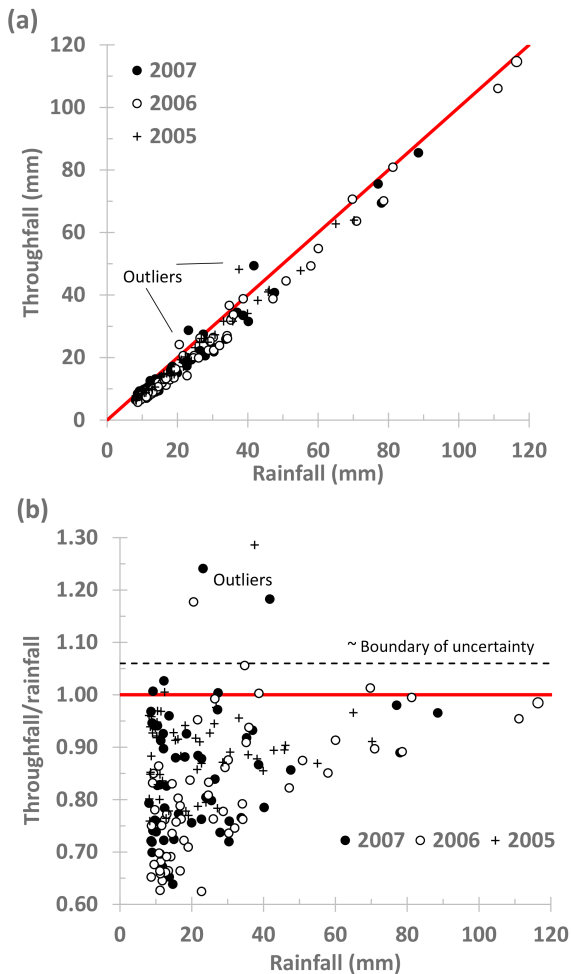 (a)
120
100
80
60
40
20
0
Throughfall (mm)
2007
2006
2005
Outliers
0 20 40 60 80 100 120
Rainfall (mm)
(b)
1.30
1.20
1.10
1.00
0.90
0.80
0.70
0.60
Throughfall/rainfall
Outliers
~ Boundary of uncertainty
2007 2006 2005
0 20 40 60 80 100 120
Rainfall (mm)